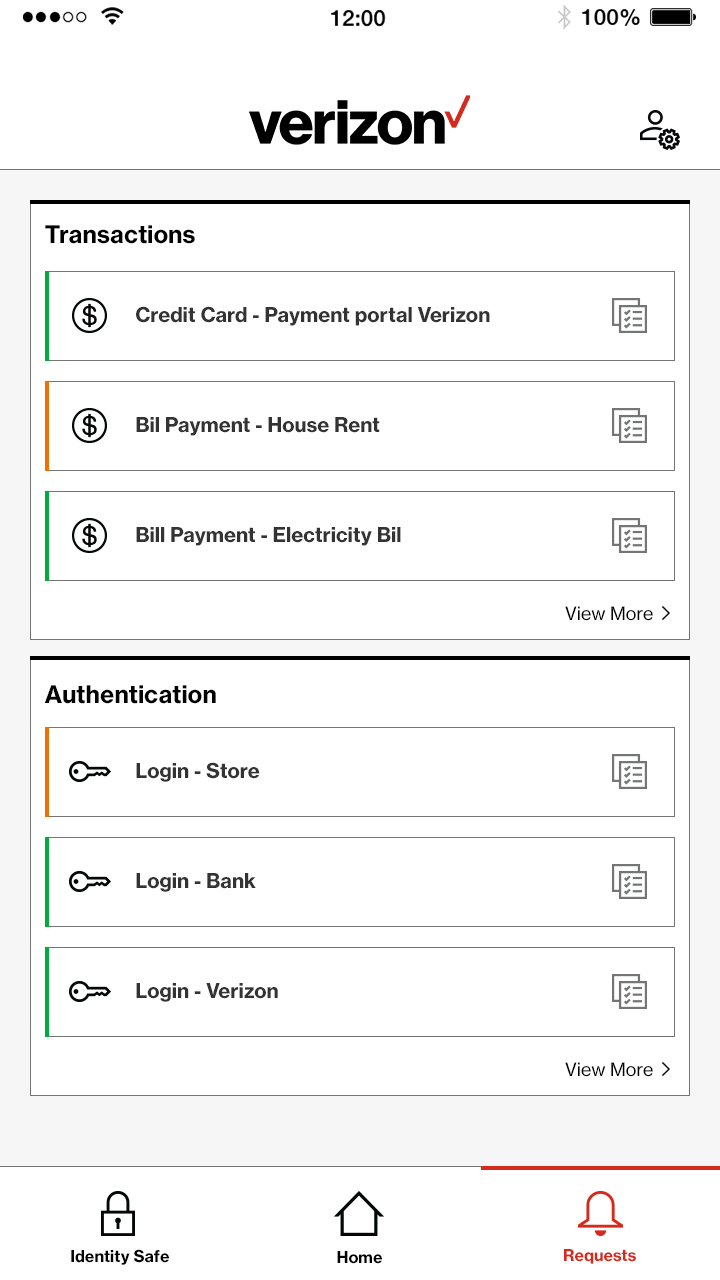 12:00
100%
verizon
Transactions
Credit Card - Payment portal Verizon
Bil Payment - House Rent
Bill Payment - Electricity Bil
View More
Authentication
Login - Store
Login - Bank
Login - Verizon
View More
Identity Safe
Home
Requests